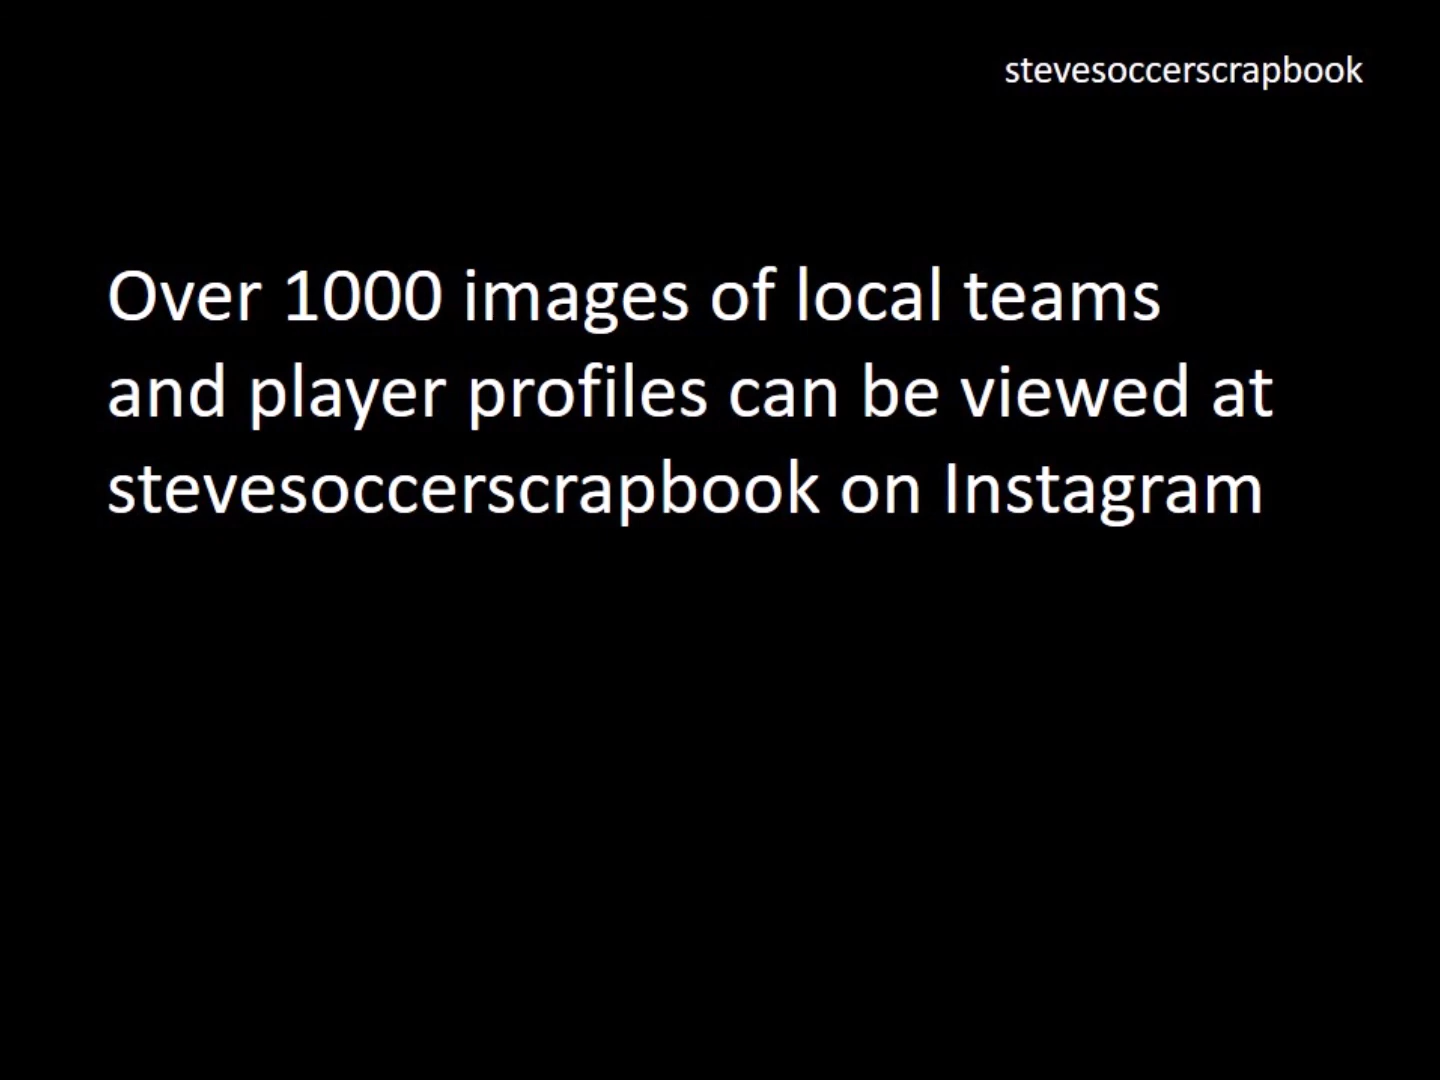 stevesoccerscrapbook
Over 1000 images of local teams
and player profiles can be viewed at
stevesoccerscrapbook on Instagram